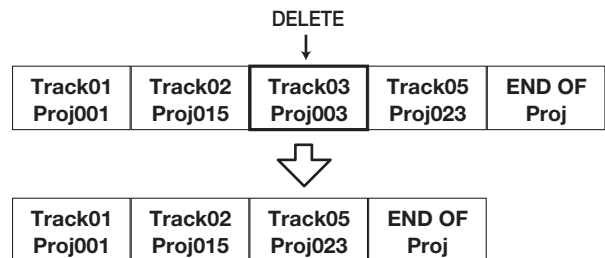 DELETE
Track01 Track02 Track03 Track05 END OF
Proj001 Proj015 Proj003 Proj023 Proj
Track01 Track02 Track05 END OF
Proj001 Proj015 Proj023 Proj